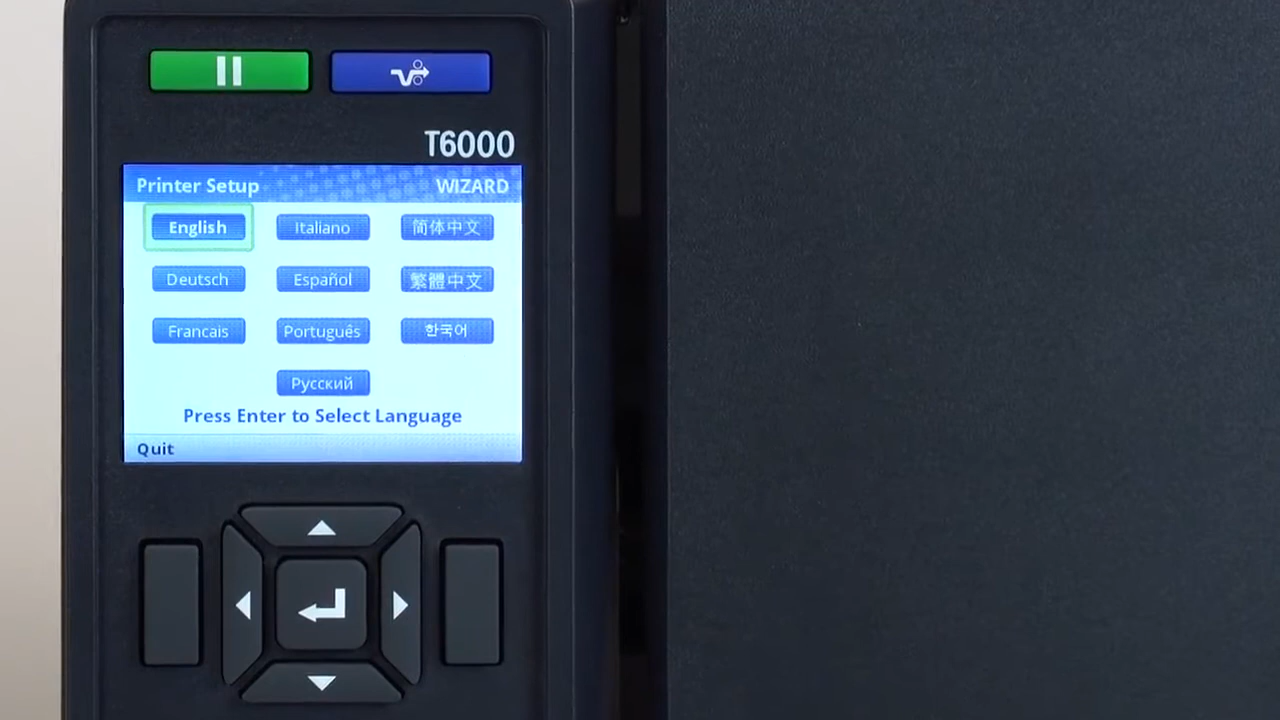 T6000
Printer Setup WIZARD
English Italiano 简体中文
Deutsch Español 繁體中文
Francais Português 한국어
Русский
Press Enter to Select Language
Quit